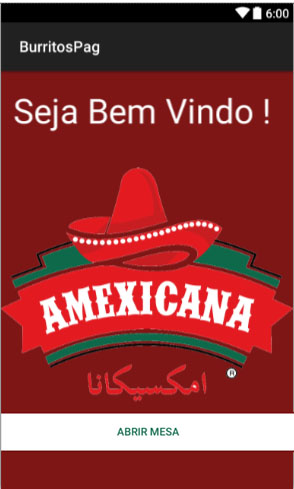 6:00
BurritosPag
Seja Bem Vindo !
AMEXICANA
امكسيكانا
®
ABRIR MESA